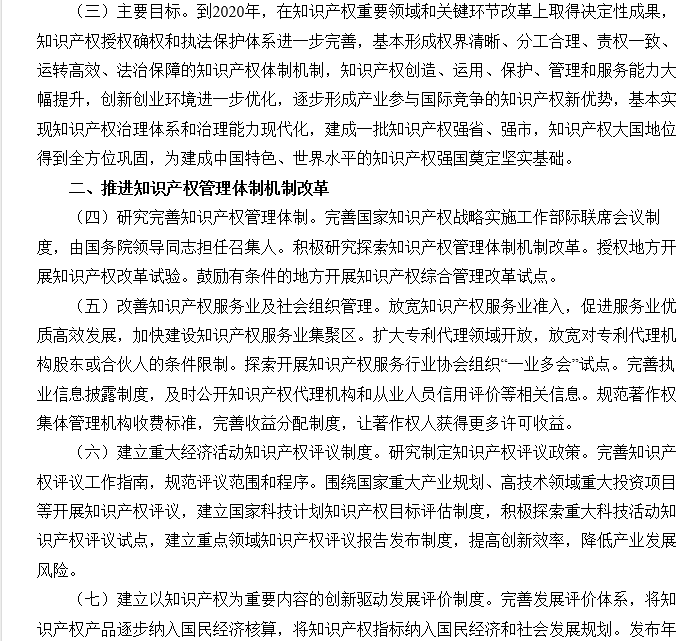 （三）主要目标。到2020年，在知识产权重要领域和关键环节改革上取得决定性成果，
知识产权授权确权和执法保护体系进一步完善，基本形成权界清晰、分工合理、责权一致、
运转高效、法治保障的知识产权体制机制，知识产权创造、运用、保护、管理和服务能力大
幅提升，创新创业环境进一步优化，逐步形成产业参与国际竞争的知识产权新优势，基本实
现知识产权治理体系和治理能力现代化，建成一批知识产权强省、强市，知识产权大国地位
得到全方位巩固，为建成中国特色、世界水平的知识产权强国奠定坚实基础。
二、推进知识产权管理体制机制改革
（四）研究完善知识产权管理体制。完善国家知识产权战略实施工作部际联席会议制
度，由国务院领导同志担任召集人。积极研究探索知识产权管理体制机制改革。授权地方开
展知识产权改革试验。鼓励有条件的地方开展知识产权综合管理改革试点。
（五）改善知识产权服务业及社会组织管理。放宽知识产权服务业准入，促进服务业优
质高效发展，加快建设知识产权服务业集聚区。扩大专利代理领域开放，放宽对专利代理机
构股东或合伙人的条件限制。探索开展知识产权服务行业协会组织“一业多会”试点。完善执
业信息披露制度，及时公开知识产权代理机构和从业人员信用评价等相关信息。规范著作权
集体管理机构收费标准，完善收益分配制度，让著作权人获得更多许可收益。
（六）建立重大经济活动知识产权评议制度。研究制定知识产权评议政策。完善知识产
权评议工作指南，规范评议范围和程序。围绕国家重大产业规划、高技术领域重大投资项目
等开展知识产权评议，建立国家科技计划知识产权目标评估制度，积极探索重大科技活动知
识产权评议试点，建立重点领域知识产权评议报告发布制度，提高创新效率，降低产业发展
风险。
（七）建立以知识产权为重要内容的创新驱动发展评价制度。完善发展评价体系，将知
识产权产品逐步纳入国民经济核算，将知识产权指标纳入国民经济和社会发展规划。发布年